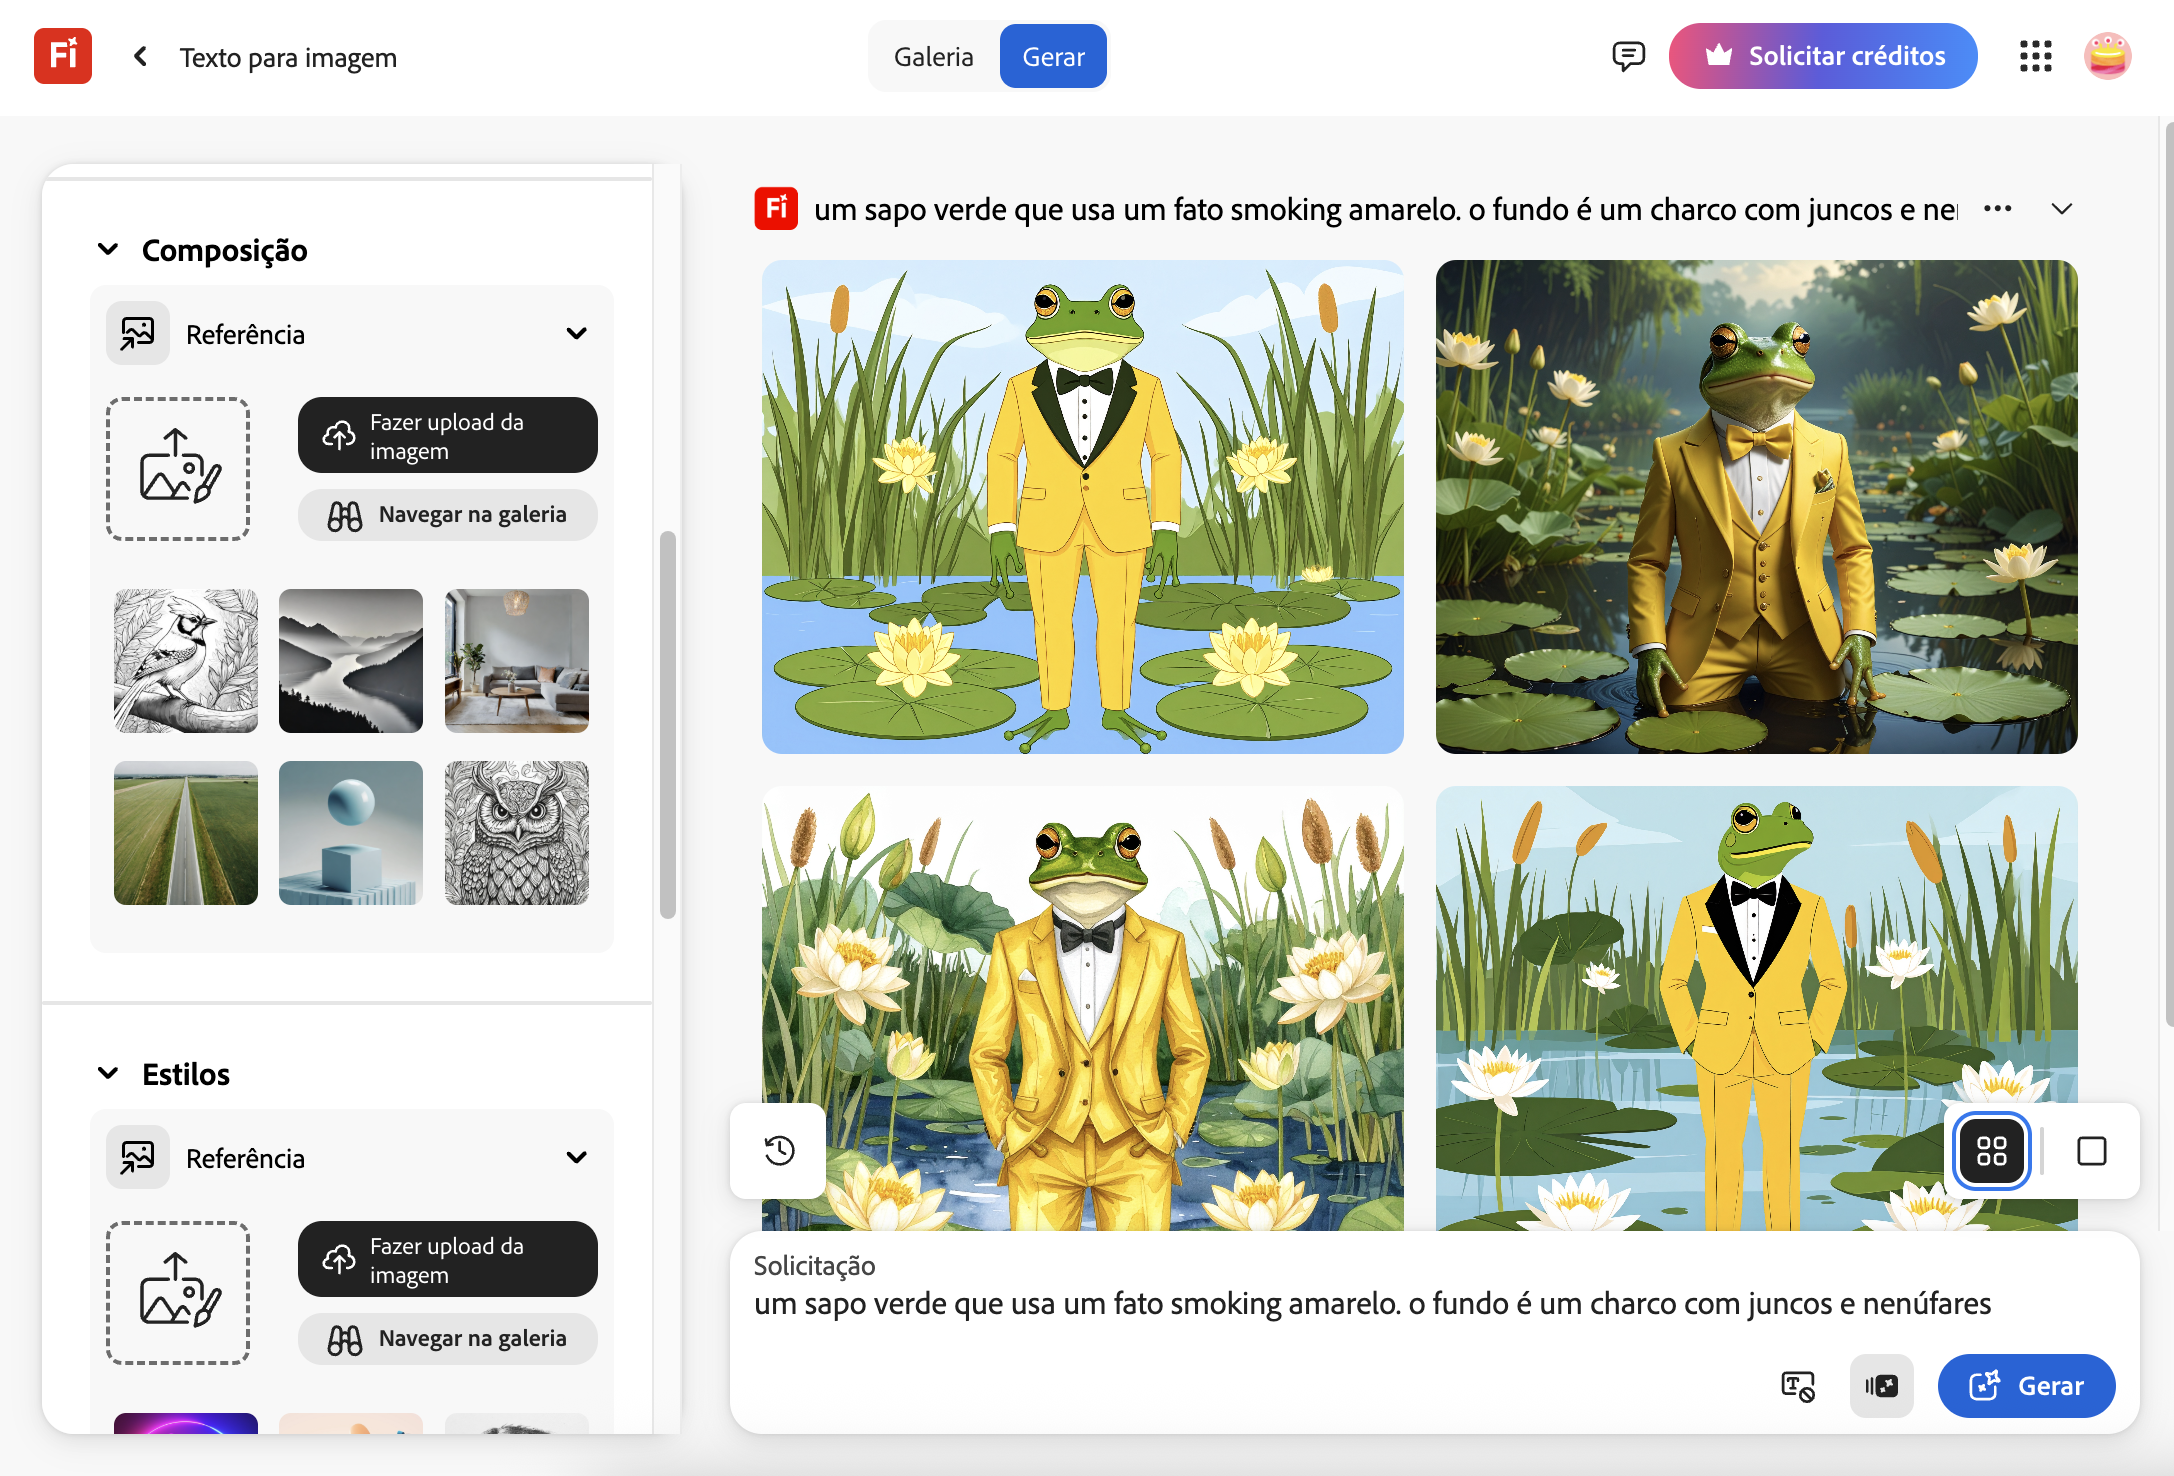 Fi
Texto para imagem
Galeria
Gerar
Solicitar créditos
Composição
Referência
Fazer upload da
imagem
Navegar na galeria
Estilos
Referência
Fazer upload da
imagem
Navegar na galeria
Fi
um sapo verde que usa um fato smoking amarelo. o fundo é um charco com juncos e ne
Solicitação
um sapo verde que usa um fato smoking amarelo. o fundo é um charco com juncos e nenúfares
Gerar